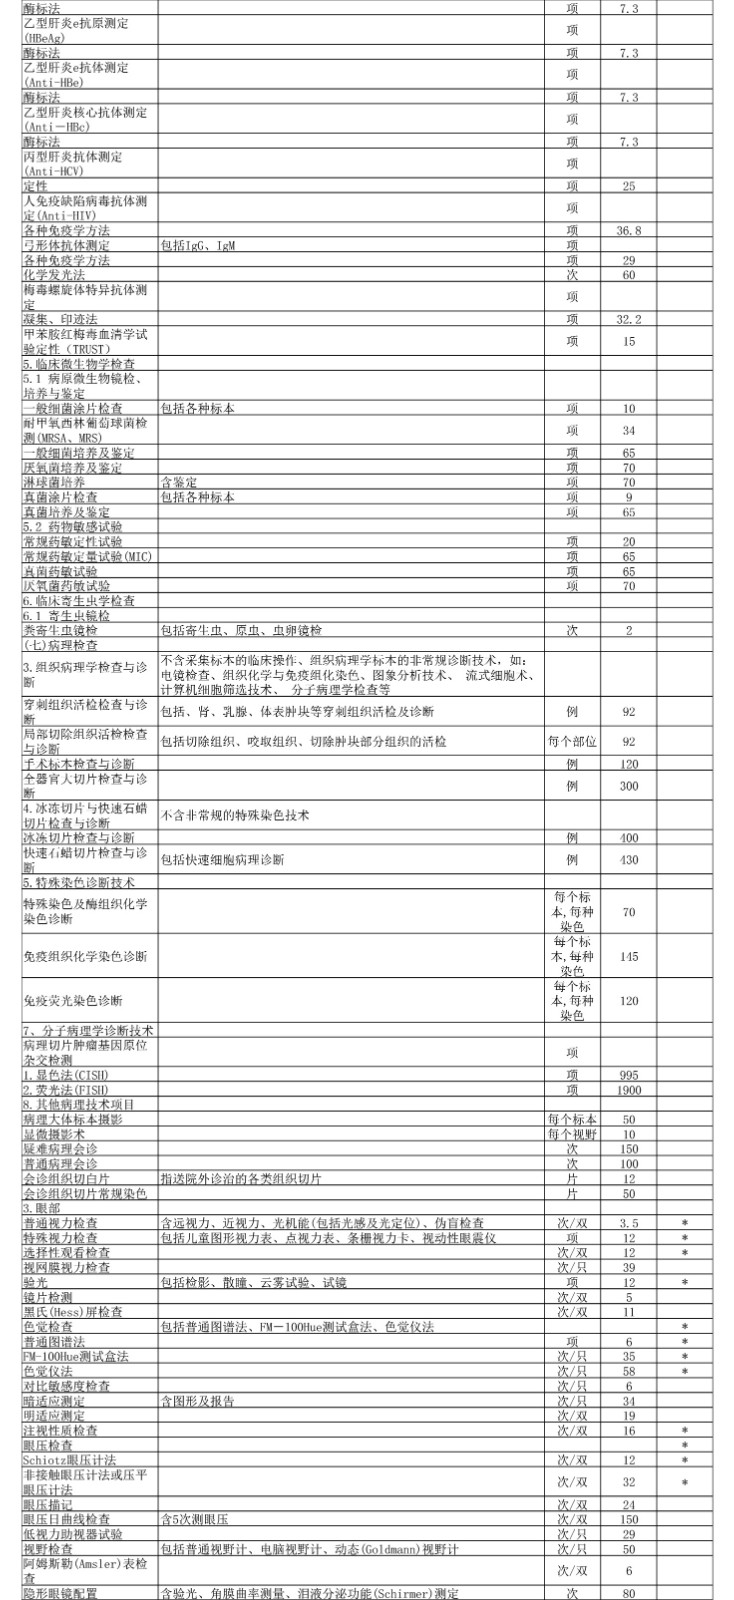 酶标法 项 7.3
乙型肝炎e抗原测定
(HBeAg) 项
酶标法 项 7.3
乙型肝炎e抗体测定
(Anti-HBe) 项
酶标法 项 7.3
乙型肝炎核心抗体测定
(Anti－HBc) 项
酶标法 项 7.3
丙型肝炎抗体测定
(Anti-HCV) 项
定性 项 25
人免疫缺陷病毒抗体测
定(Anti-HIV) 项
各种免疫学方法 项 36.8
弓形体抗体测定 包括IgG、IgM 项
各种免疫学方法 项 29
化学发光法 次 60
梅毒螺旋体特异抗体测
定 项
凝集、印迹法 项 32.2
甲苯胺红梅毒血清学试
验定性（TRUST） 项 15
5.临床微生物学检查
5.1 病原微生物镜检、
培养与鉴定
一般细菌涂片检查 包括各种标本 项 10
耐甲氧西林葡萄球菌检
测(MRSA、MRS) 项 34
一般细菌培养及鉴定 项 65
厌氧菌培养及鉴定 项 70
淋球菌培养 含鉴定 项 70
真菌涂片检查 包括各种标本 项 9
真菌培养及鉴定 项 65
5.2 药物敏感试验
常规药敏定性试验 项 20
常规药敏定量试验(MIC) 项 65
真菌药敏试验 项 65
厌氧菌药敏试验 项 70
6.临床寄生虫学检查
6.1 寄生虫镜检
粪寄生虫镜检 包括寄生虫、原虫、虫卵镜检 次 2
(七)病理检查
3.组织病理学检查与诊
断
不含采集标本的临床操作、组织病理学标本的非常规诊断技术，如：
电镜检查、组织化学与免疫组化染色、图象分析技术、 流式细胞术、
计算机细胞筛选技术、 分子病理学检查等
穿刺组织活检检查与诊
断 包括、肾、乳腺、体表肿块等穿刺组织活检及诊断 例 92
局部切除组织活检检查
与诊断 包括切除组织、咬取组织、切除肿块部分组织的活检 每个部位 92
手术标本检查与诊断 例 120
全器官大切片检查与诊
断 例 300
4.冰冻切片与快速石蜡
切片检查与诊断 不含非常规的特殊染色技术
冰冻切片检查与诊断 例 400
快速石蜡切片检查与诊
断 包括快速细胞病理诊断 例 430
5.特殊染色诊断技术
特殊染色及酶组织化学
染色诊断
每个标
本,每种
染色 70
免疫组织化学染色诊断
每个标
本,每种
染色 145
免疫荧光染色诊断
每个标
本,每种
染色 120
7、分子病理学诊断技术
病理切片肿瘤基因原位
杂交检测 项
1.显色法(CISH) 项 995
2.荧光法(FISH) 项 1900
8.其他病理技术项目
病理大体标本摄影 每个标本 50
显微摄影术 每个视野 10
疑难病理会诊 次 150
普通病理会诊 次 100
会诊组织切白片 指送院外诊治的各类组织切片 片 12
会诊组织切片常规染色 片 50
3.眼部
普通视力检查 含远视力、近视力、光机能(包括光感及光定位)、伪盲检查 次/双 3.5 *
特殊视力检查 包括儿童图形视力表、点视力表、条栅视力卡、视动性眼震仪 项 12 *
选择性观看检查 次/双 12 *
视网膜视力检查 次/只 39
验光 包括检影、散瞳、云雾试验、试镜 项 12 *
镜片检测 次/双 5
黑氏(Hess)屏检查 次/双 11
色觉检查 包括普通图谱法、FM－100Hue测试盒法、色觉仪法 *
普通图谱法 项 6 *
FM-100Hue测试盒法 次/只 35 *
色觉仪法 次/只 58 *
对比敏感度检查 次/只 6
暗适应测定 含图形及报告 次/只 34
明适应测定 次/双 19
注视性质检查 次/双 16 *
眼压检查 *
Schiotz眼压计法 次/双 12 *
非接触眼压计法或压平
眼压计法 次/双 32 *
眼压描记 次/双 24
眼压日曲线检查 含5次测眼压 次/双 150
低视力助视器试验 次/只 29
视野检查 包括普通视野计、电脑视野计、动态(Goldmann)视野计 次/只 50
阿姆斯勒(Amsler)表检
查 次/双 6
隐形眼镜配置 含验光、角膜曲率测量、泪液分泌功能(Schirmer)测定 次 80